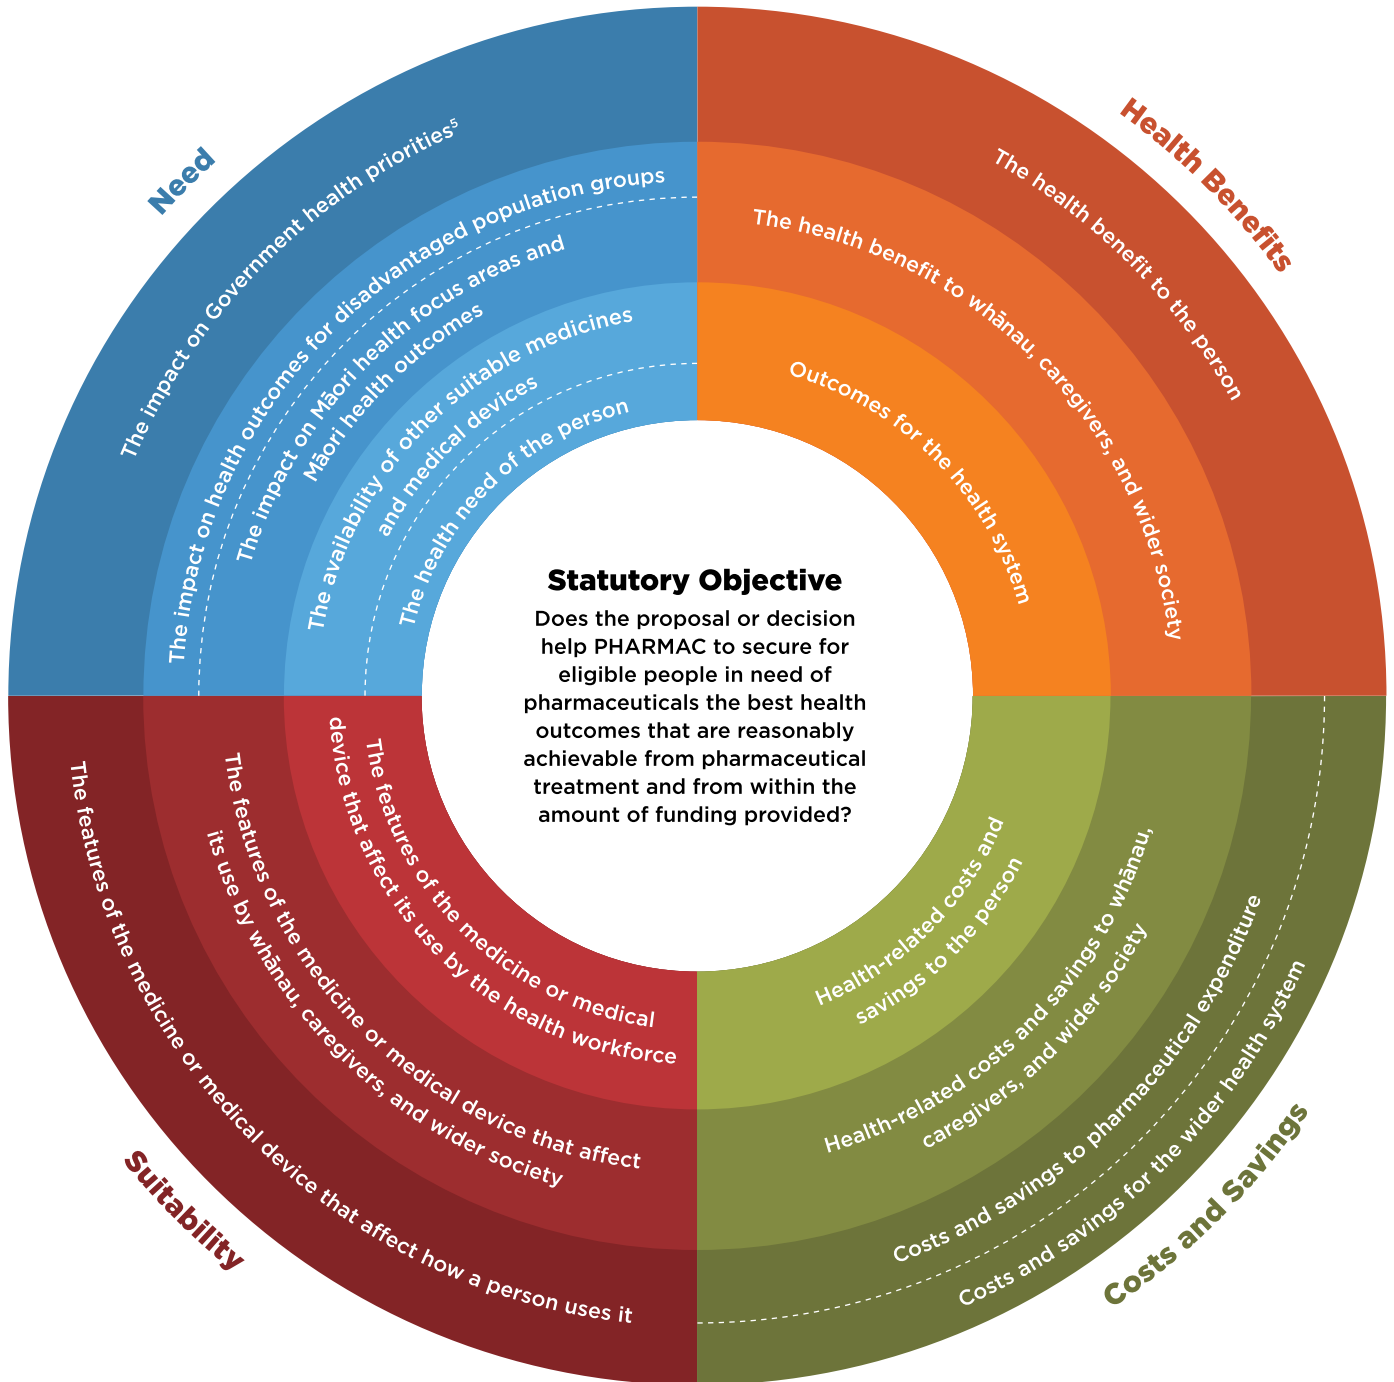 Need
The impact on Government health priorities⁵
The impact on health outcomes for disadvantaged population groups
The impact on Māori health focus areas and
Māori health outcomes
The availability of other suitable medicines
and medical devices
The health need of the person
Health Benefits
The health benefit to the person
The health benefit to whānau, caregivers, and wider society
Outcomes for the health system
Statutory Objective
Does the proposal or decision
help PHARMAC to secure for
eligible people in need of
pharmaceuticals the best health
outcomes that are reasonably
achievable from pharmaceutical
treatment and from within the
amount of funding provided?
The features of the medicine or medical
device that affect its use by the health workforce
The features of the medicine or medical device that affect
its use by whānau, caregivers, and wider society
The features of the medicine or medical device that affect how a person uses it
Suitability
Health-related costs and
savings to the person
Health-related costs and savings to whānau,
caregivers, and wider society
Costs and savings to pharmaceutical expenditure
Costs and savings for the wider health system
Costs and Savings